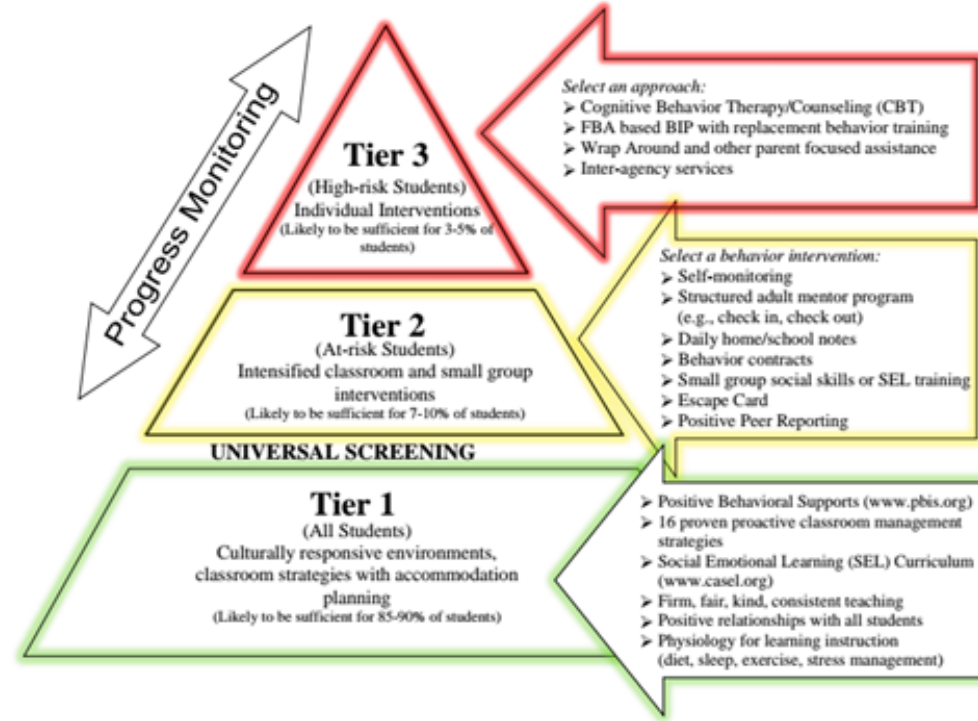 Progress Monitoring
Tier 3
(High-risk Students)
Individual Interventions
(Likely to be sufficient for 3-5% of
students)
Select an approach:
➢ Cognitive Behavior Therapy/Counseling (CBT)
➢ FBA based BIP with replacement behavior training
➢ Wrap Around and other parent focused assistance
➢ Inter-agency services
Tier 2
(At-risk Students)
Intensified classroom and small group
interventions
(Likely to be sufficient for 7-10% of students)
Select a behavior intervention:
➢ Self-monitoring
➢ Structured adult mentor program
(e.g., check in, check out)
➢ Daily home/school notes
➢ Behavior contracts
➢ Small group social skills or SEL training
➢ Escape Card
➢ Positive Peer Reporting
UNIVERSAL SCREENING
Tier 1
(All Students)
Culturally responsive environments,
classroom strategies with accommodation
planning
(Likely to be sufficient for 85-90% of students)
➢ Positive Behavioral Supports (www.pbis.org)
➢ 16 proven proactive classroom management
strategies
➢ Social Emotional Learning (SEL) Curriculum
(www.casel.org)
➢ Firm, fair, kind, consistent teaching
➢ Positive relationships with all students
➢ Physiology for learning instruction
(diet, sleep, exercise, stress management)